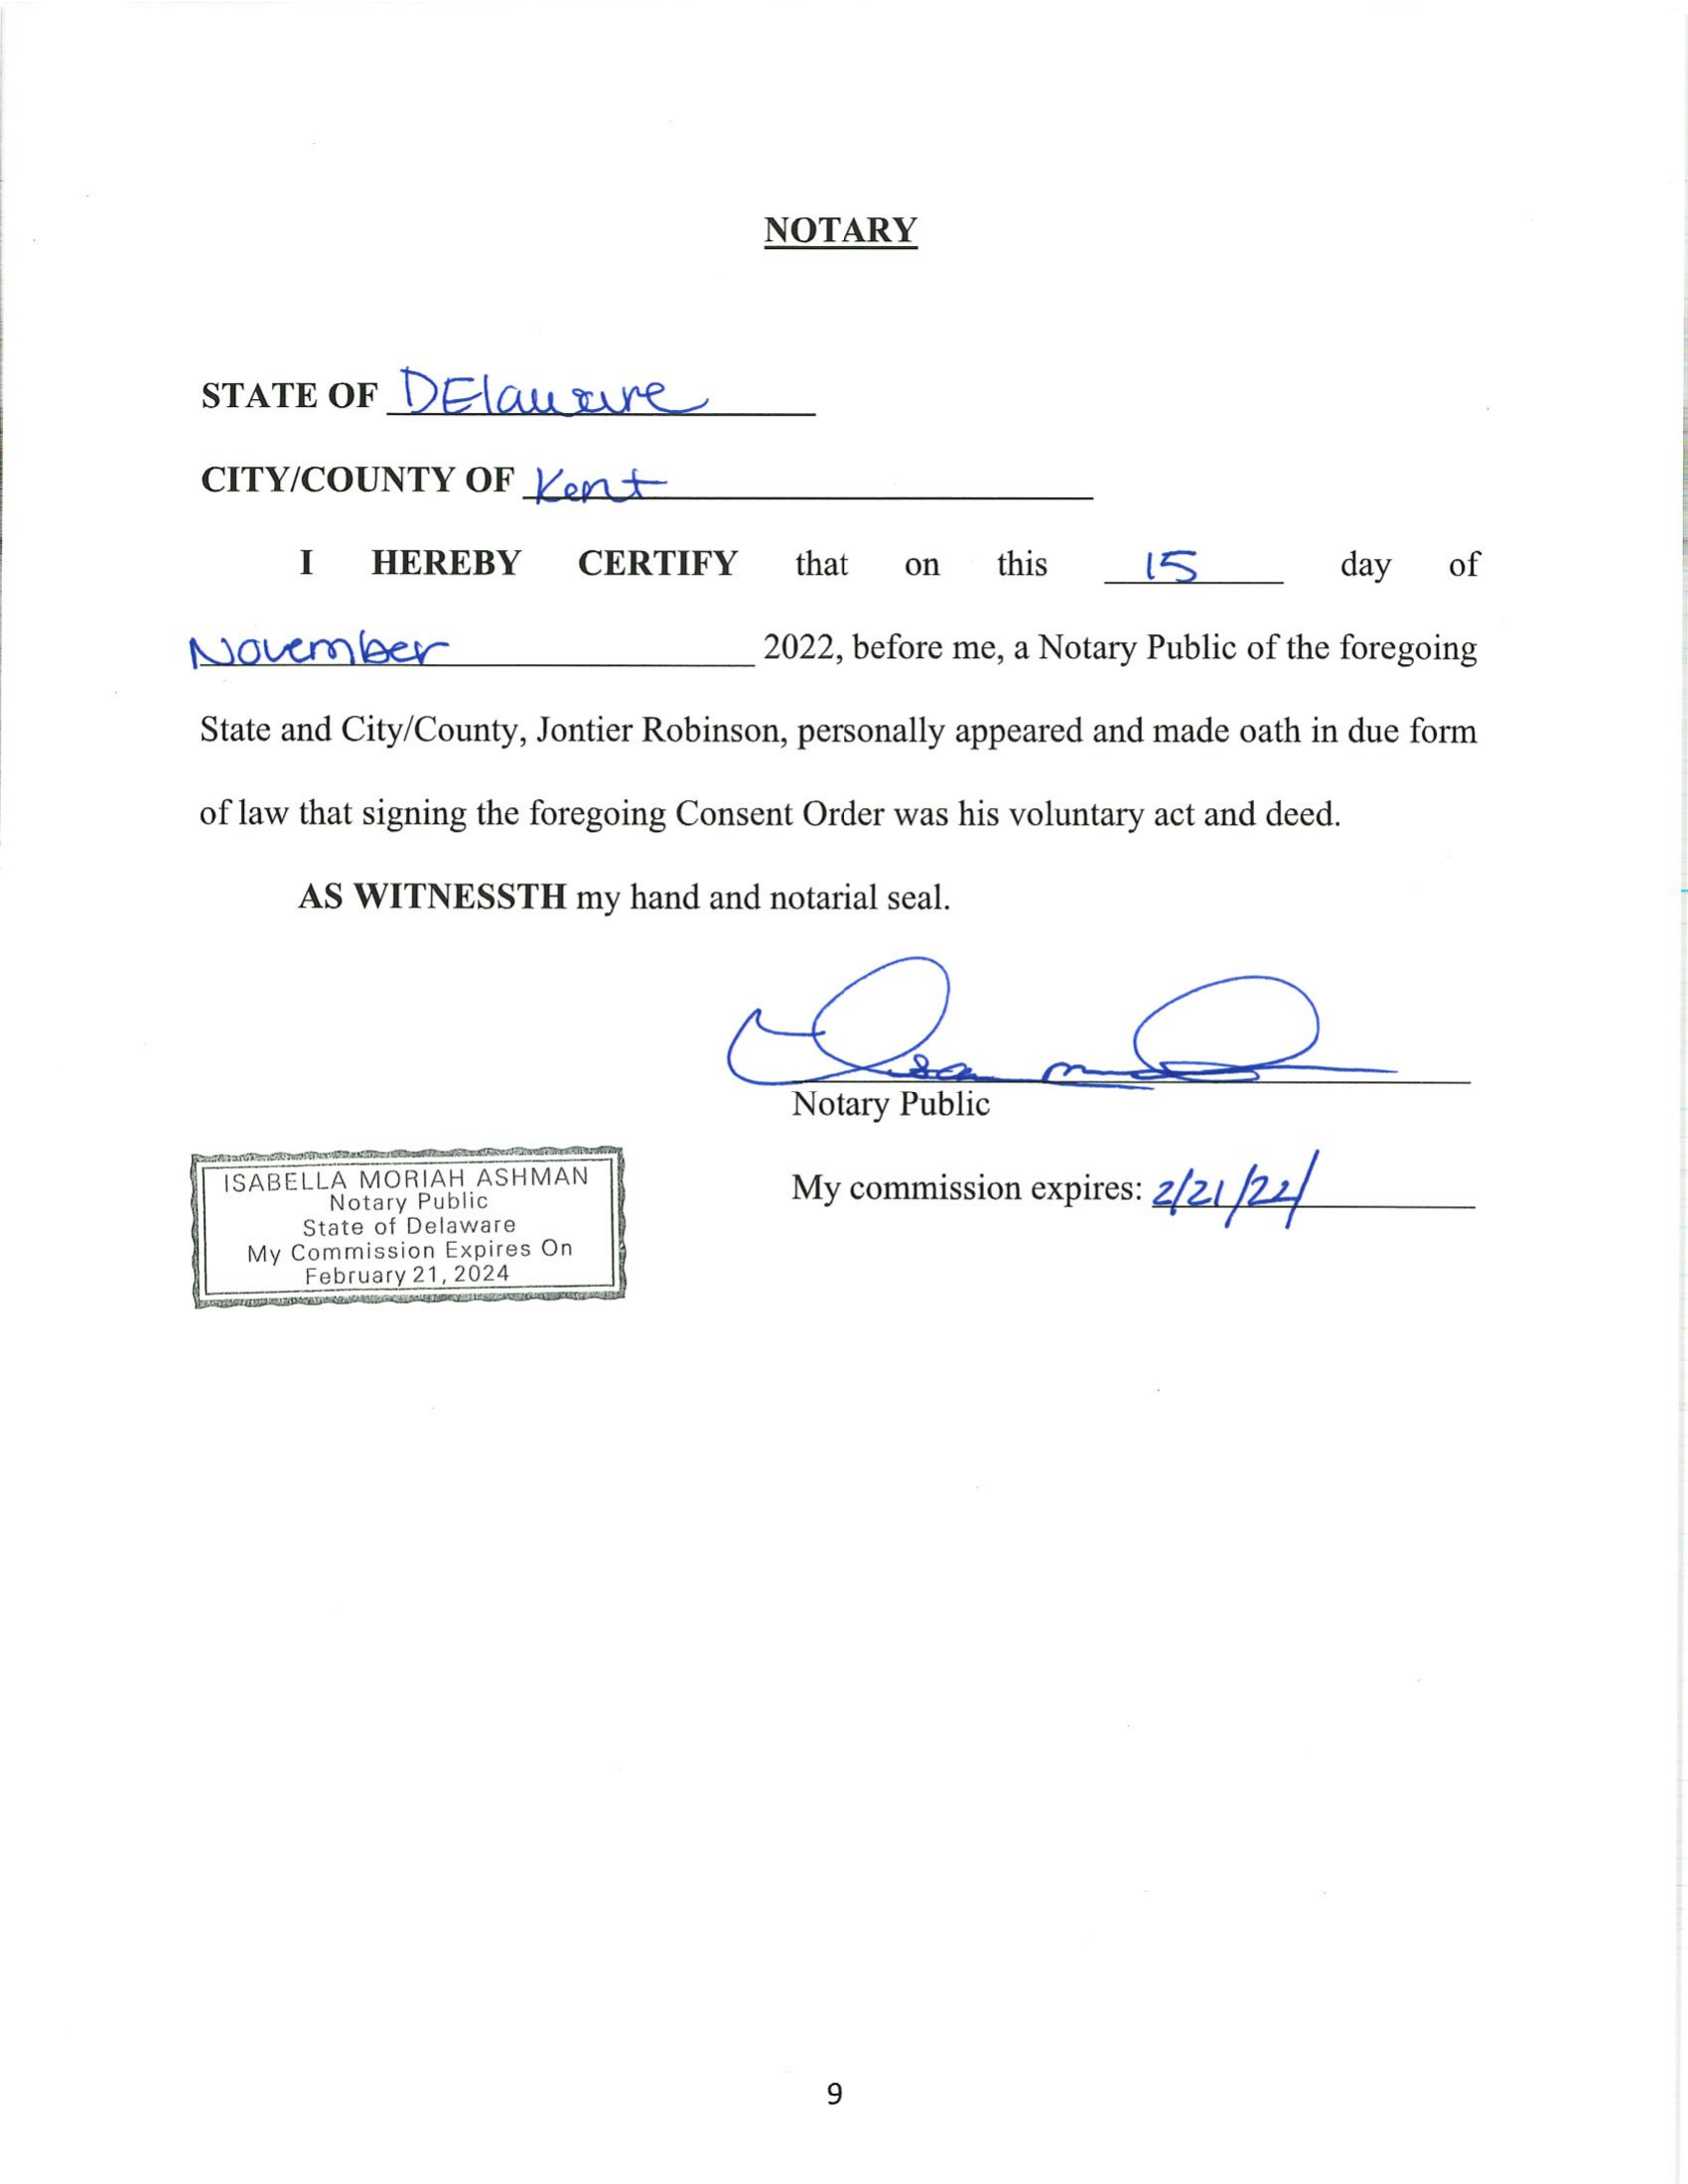 NOTARY
STATE OF DElaware
CITY/COUNTY OF Kent
I HEREBY CERTIFY that on this 15 day of
November 2022, before me, a Notary Public of the foregoing
State and City/County, Jontier Robinson, personally appeared and made oath in due form
of law that signing the foregoing Consent Order was his voluntary act and deed.
AS WITNESSTH my hand and notarial seal.
Notary Public
My commission expires: 2/21/24
ISABELLA MORIAH ASHMAN
Notary Public
State of Delaware
My Commission Expires On
February 21, 2024
9